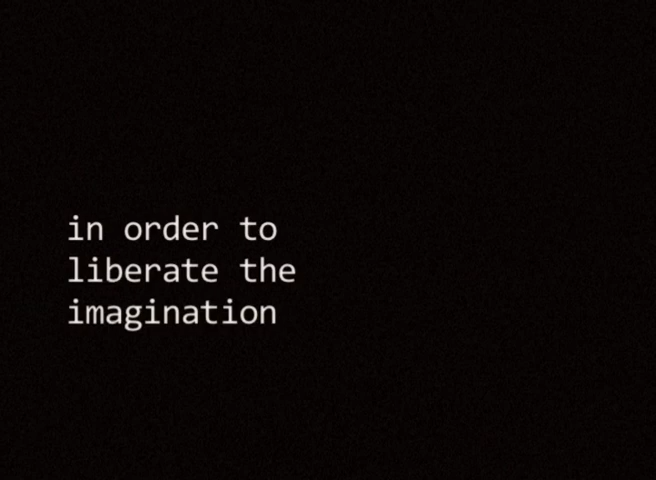 in order to
liberate the
imagination